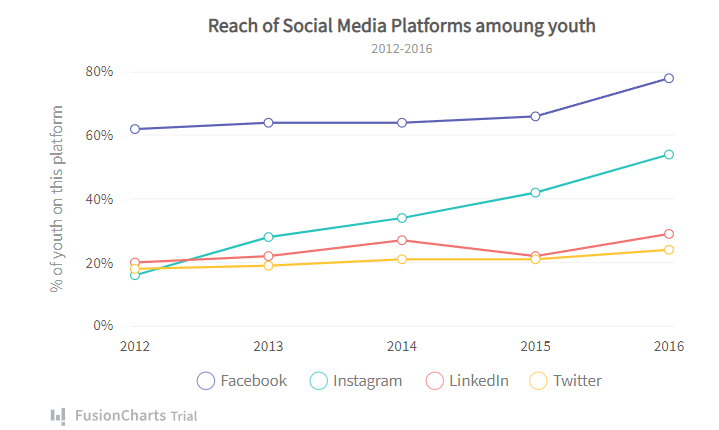 Reach of Social Media Platforms amoung youth
2012-2016
% of youth on this platform
80%
60%
40%
20%
0%
2012 2013 2014 2015 2016
Facebook Instagram LinkedIn Twitter
FusionCharts Trial